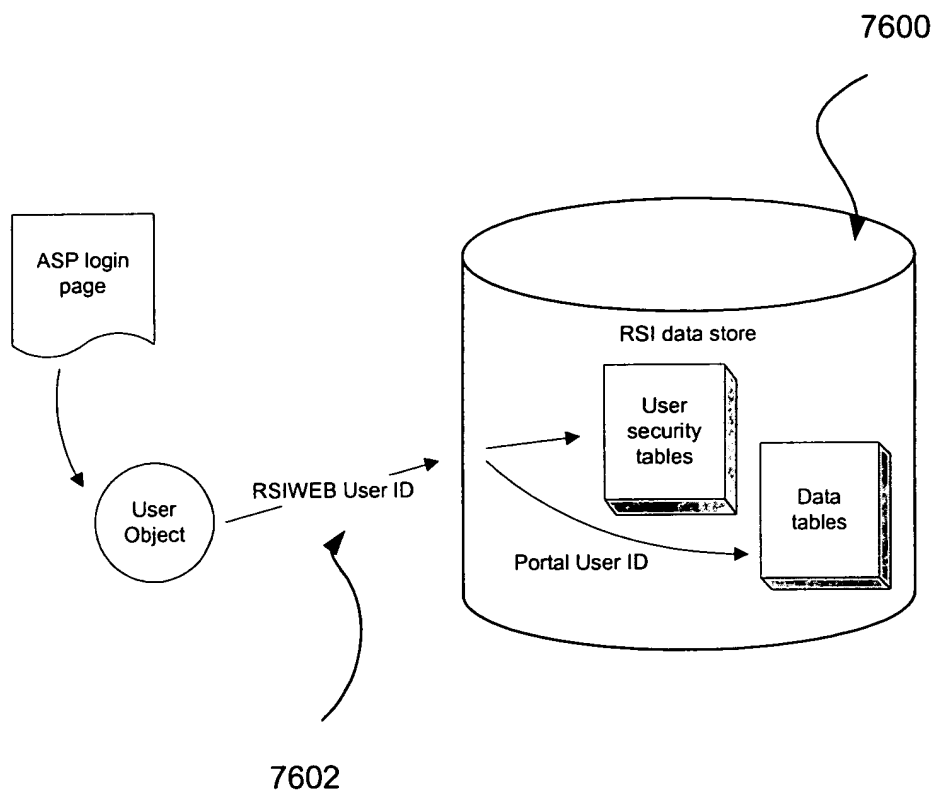 7600
ASP login
page
RSI data store
User
security
tables
User
Object
RSIWEB User ID
Data
tables
Portal User ID
7602